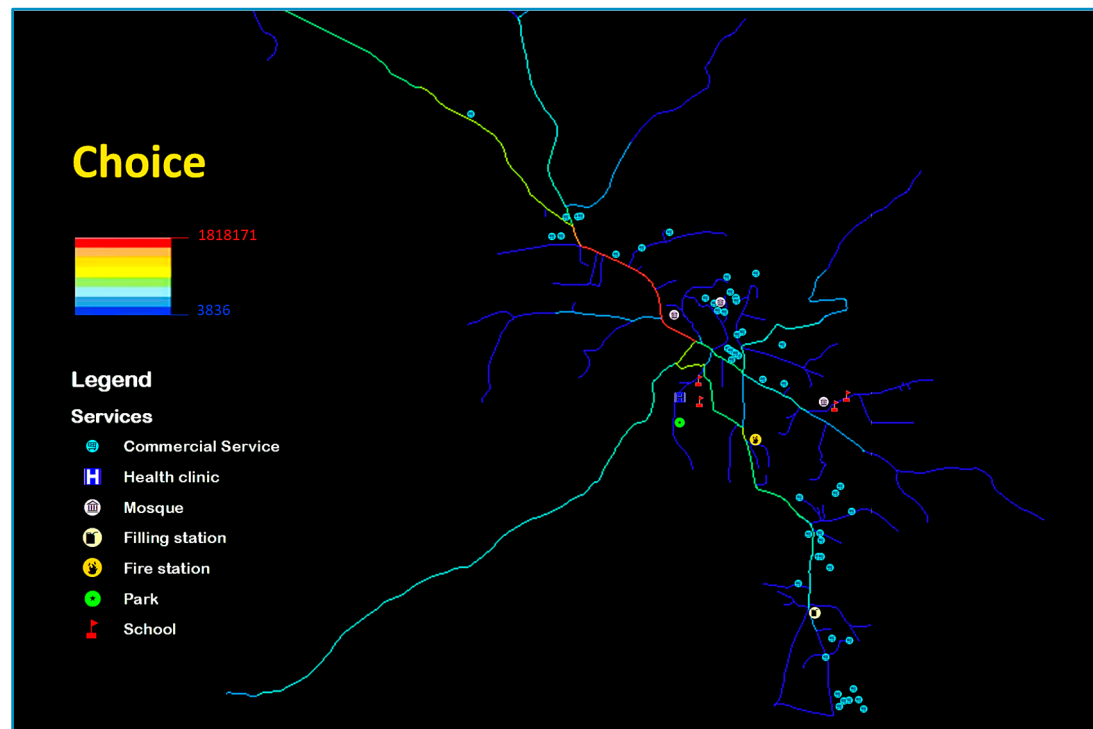 Choice
1818171
3836
Legend
Services
Commercial Service
Health clinic
Mosque
Filling station
Fire station
Park
School